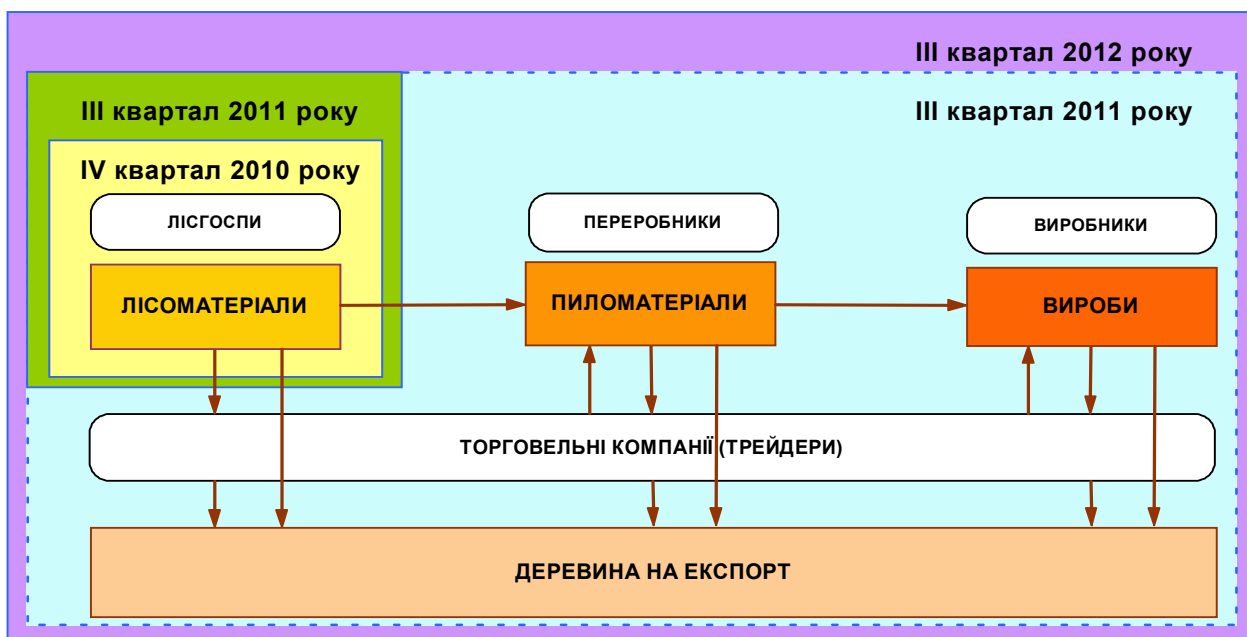 III квартал 2012 року
III квартал 2011 року
III квартал 2011 року
IV квартал 2010 року
ЛІСГОСПИ
ПЕРЕРОБНИКИ
ВИРОБНИКИ
ЛІСОМАТЕРІАЛИ
ПИЛОМАТЕРІАЛИ
ВИРОБИ
ТОРГОВЕЛЬНІ КОМПАНІЇ (ТРЕЙДЕРИ)
ДЕРЕВИНА НА ЕКСПОРТ